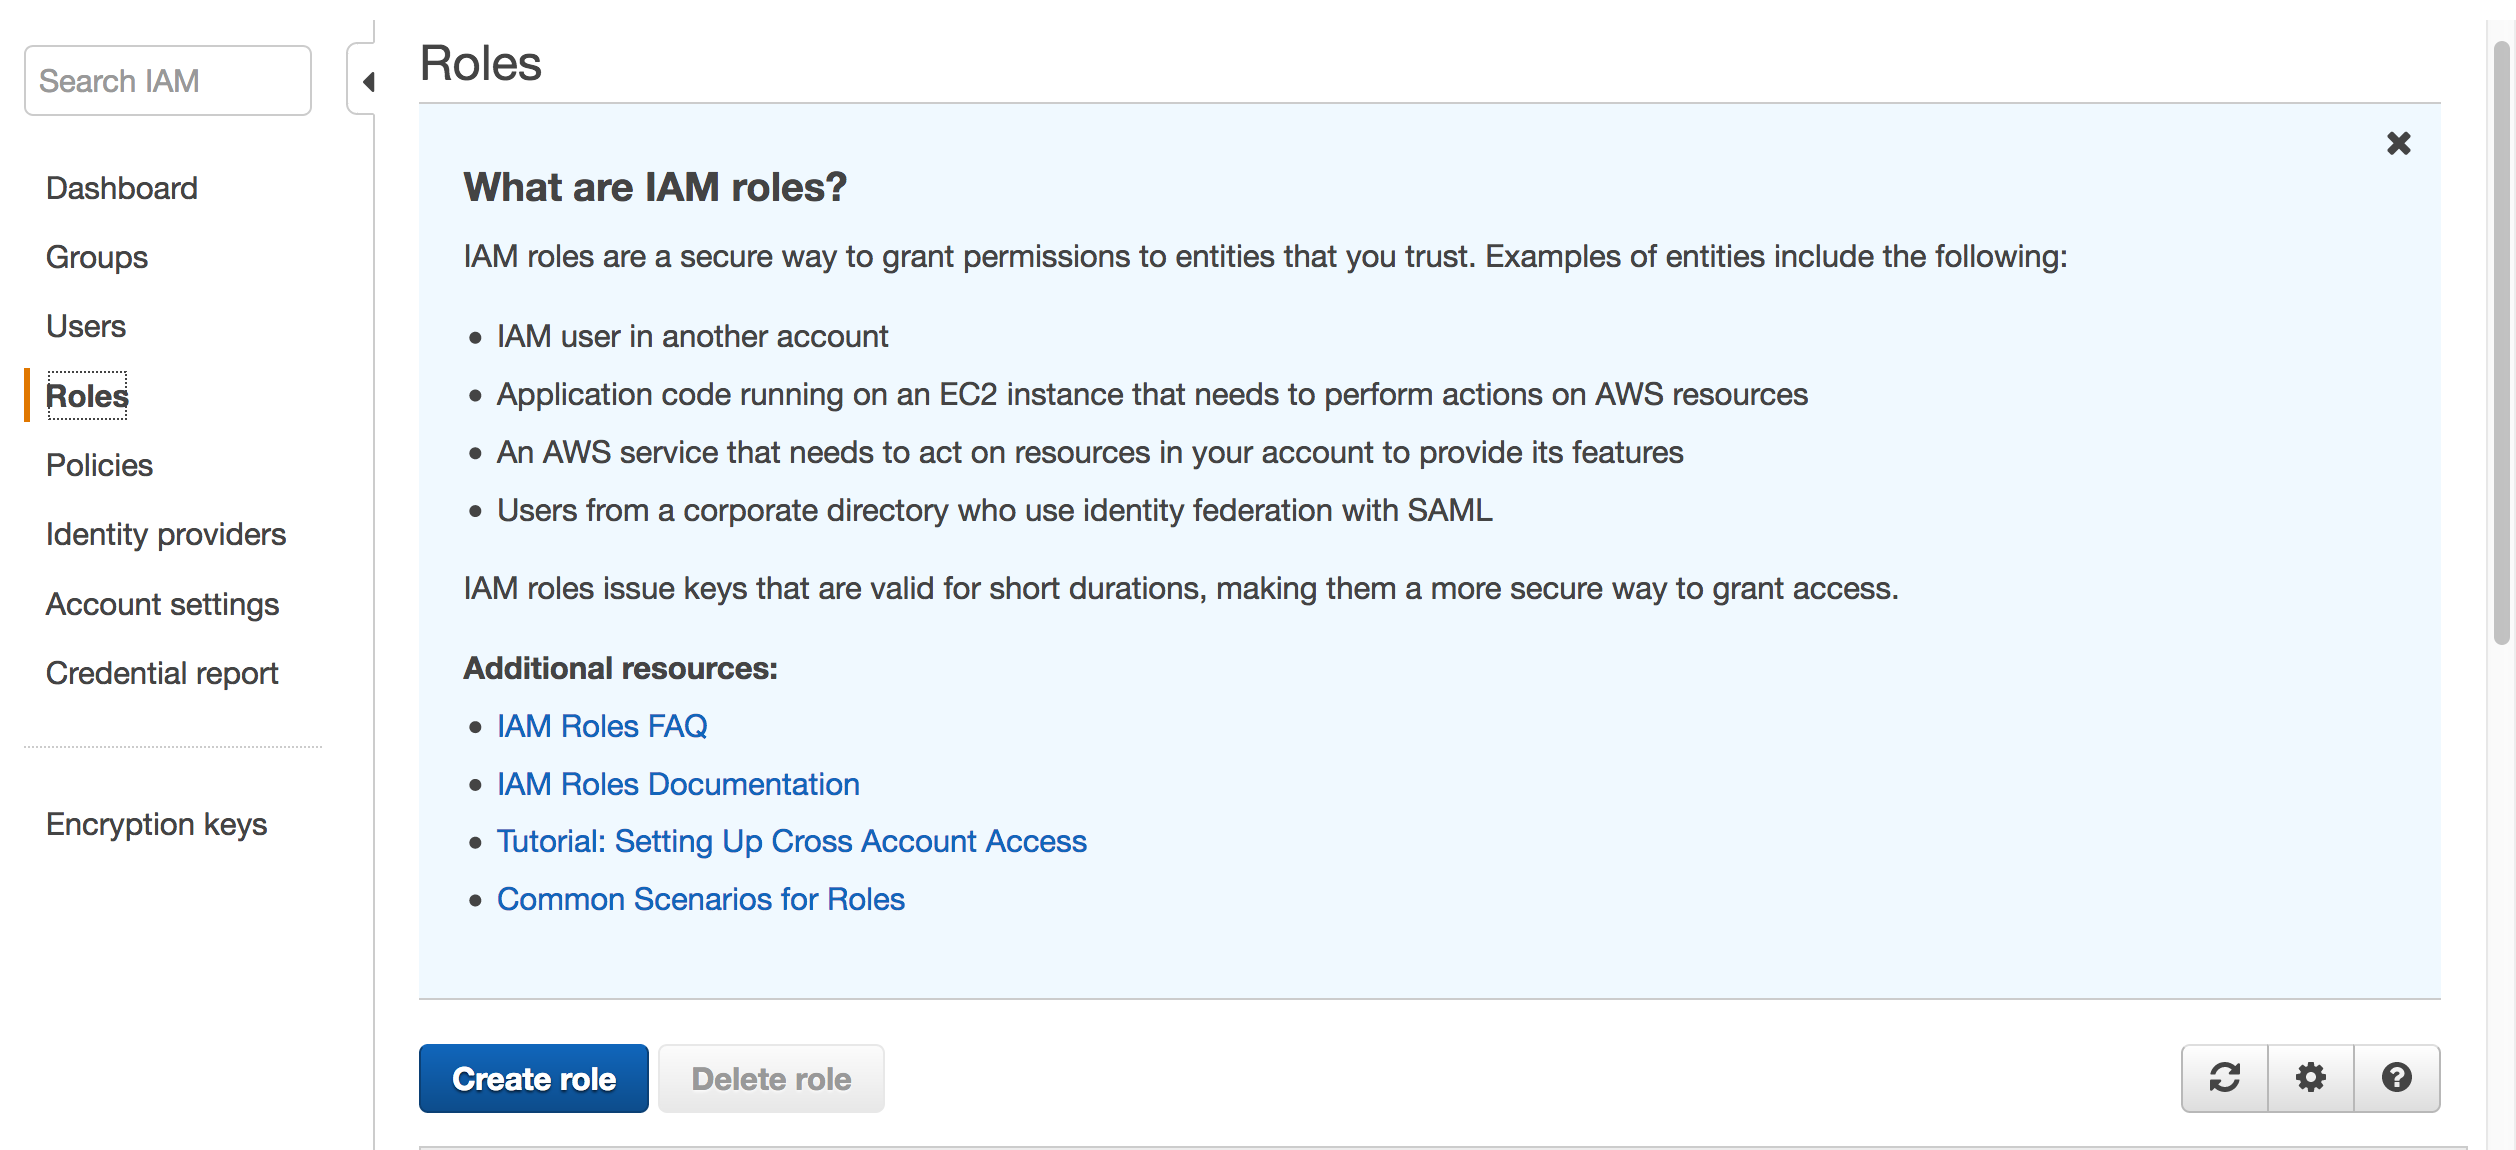 Search IAM
Dashboard
Groups
Users
Roles
Policies
Identity providers
Account settings
Credential report
Encryption keys
Roles
What are IAM roles?
IAM roles are a secure way to grant permissions to entities that you trust. Examples of entities include the following:
IAM user in another account
Application code running on an EC2 instance that needs to perform actions on AWS resources
An AWS service that needs to act on resources in your account to provide its features
Users from a corporate directory who use identity federation with SAML
IAM roles issue keys that are valid for short durations, making them a more secure way to grant access.
Additional resources:
IAM Roles FAQ
IAM Roles Documentation
Tutorial: Setting Up Cross Account Access
Common Scenarios for Roles
Create role
Delete role